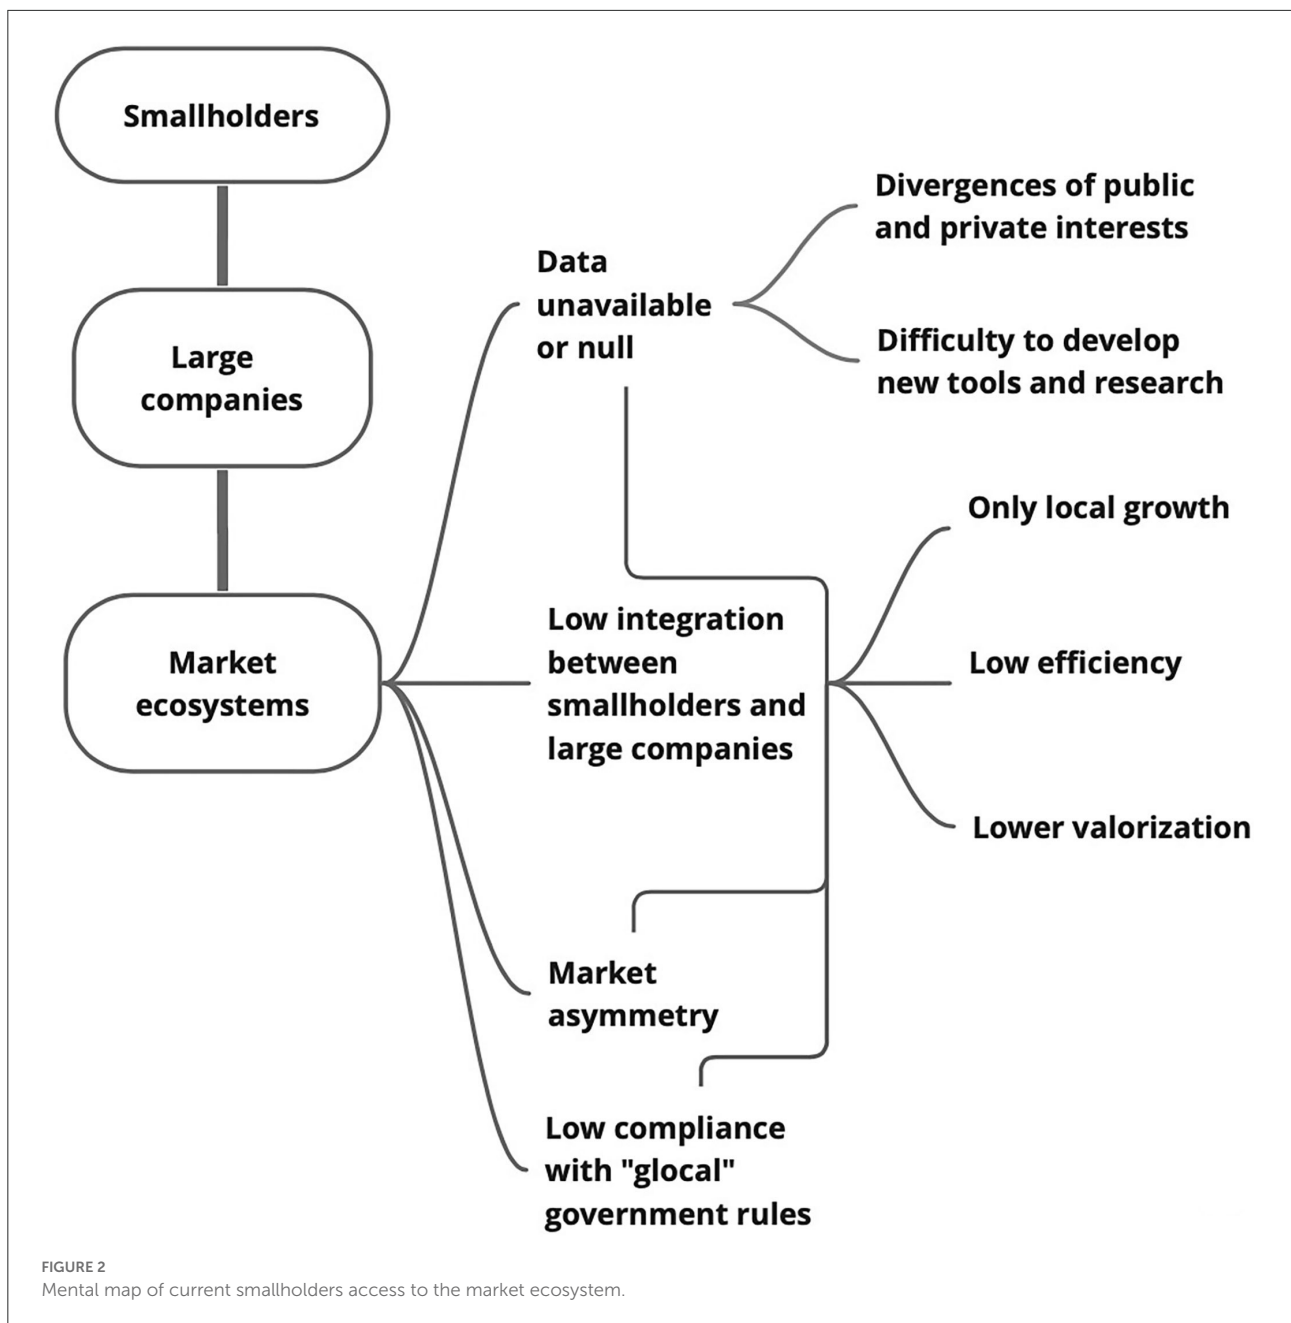 Smallholders
Large
companies
Market
ecosystems
Data
unavailable
or null
Divergences of public
and private interests
Difficulty to develop
new tools and research
Low integration
between
smallholders and
large companies
Only local growth
Low efficiency
Lower valorization
Market
asymmetry
Low compliance
with "glocal"
government rules
FIGURE 2
Mental map of current smallholders access to the market ecosystem.